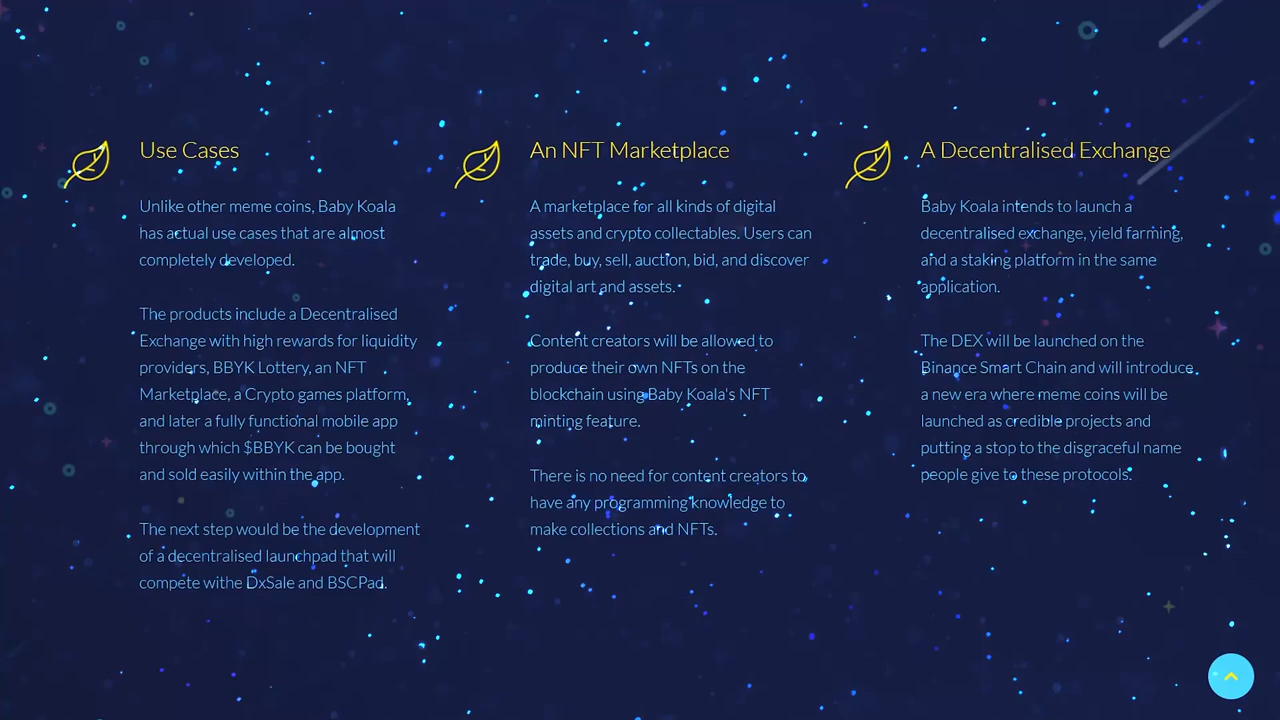 Use Cases
Unlike other meme coins, Baby Koala
has actual use cases that are almost
completely developed.
The products include a Decentralised
Exchange with high rewards for liquidity
providers, BBYK Lottery, an NFT
Marketplace, a Crypto games platform,
and later a fully functional mobile app
through which $BBYK can be bought
and sold easily within the app.
The next step would be the development
of a decentralised launchpad that will
compete withe DxSale and BSCPad.
An NFT Marketplace
A marketplace for all kinds of digital
assets and crypto collectables. Users can
trade, buy, sell, auction, bid, and discover
digital art and assets.
Content creators will be allowed to
produce their own NFTs on the
blockchain using Baby Koala's NFT
minting feature.
There is no need for content creators to
have any programming knowledge to
make collections and NFTs.
A Decentralised Exchange
Baby Koala intends to launch a
decentralised exchange, yield farming,
and a staking platform in the same
application.
The DEX will be launched on the
Binance Smart Chain and will introduce
a new era where meme coins will be
launched as credible projects and
putting a stop to the disgraceful name
people give to these protocols.